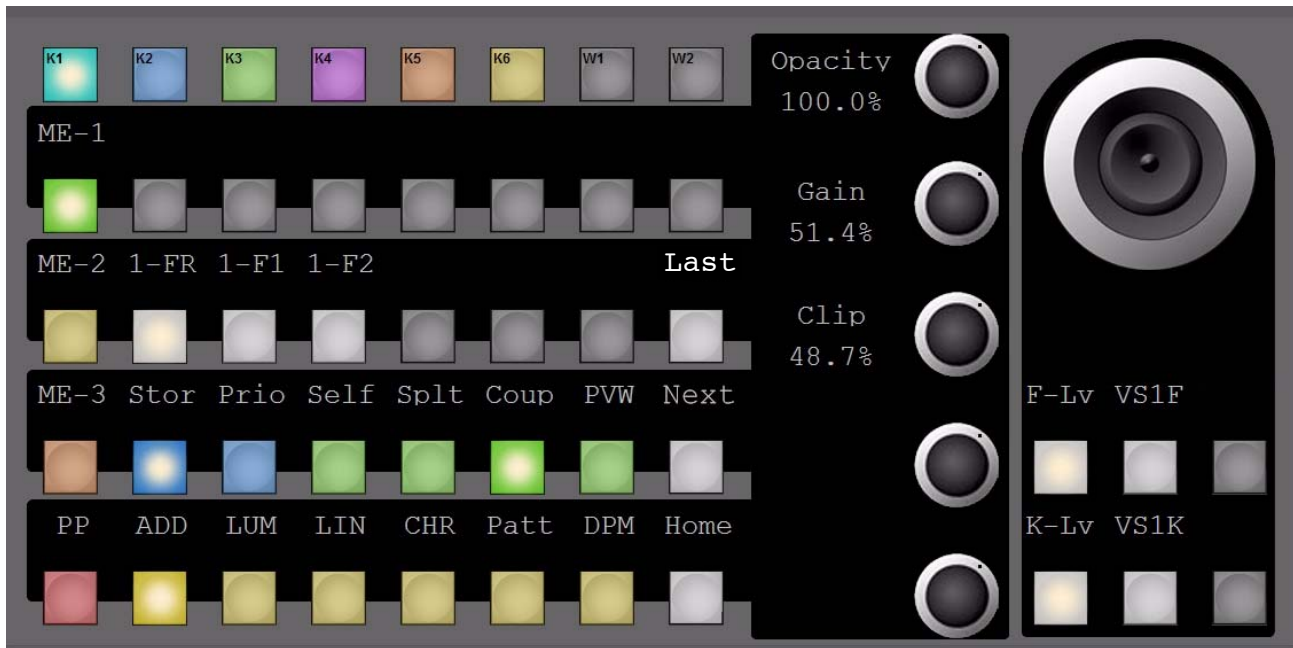 K1 K2 K3 K4 K5 K6 W1 W2
ME-1
ME-2 1-FR 1-F1 1-F2 Last
ME-3 Stor Prio Self Splt Coup PVW Next
PP ADD LUM LIN CHR Patt DPM Home
Opacity
100.0%
Gain
51.4%
Clip
48.7%
F-Lv VS1F
K-Lv VS1K